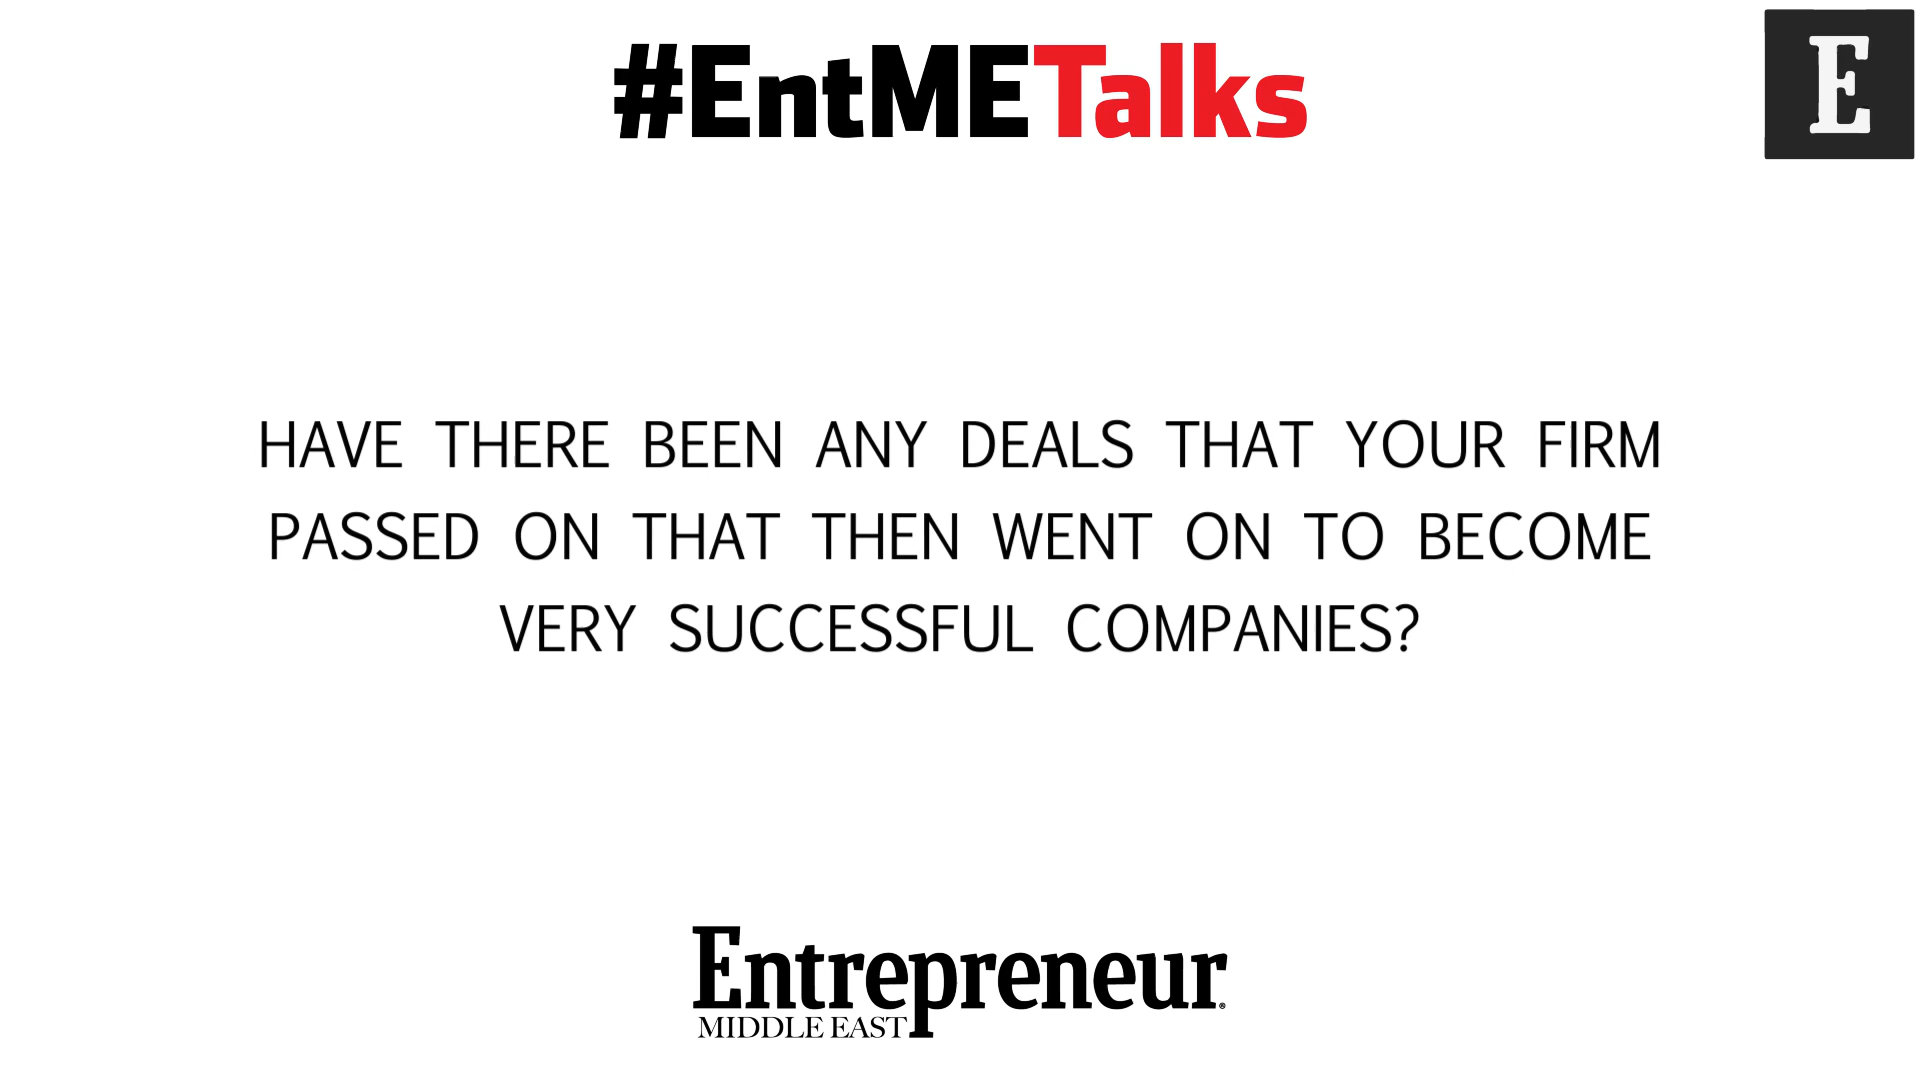 #EntMETalks
E
HAVE THERE BEEN ANY DEALS THAT YOUR FIRM
PASSED ON THAT THEN WENT ON TO BECOME
VERY SUCCESSFUL COMPANIES?
Entrepreneur®
MIDDLE EAST